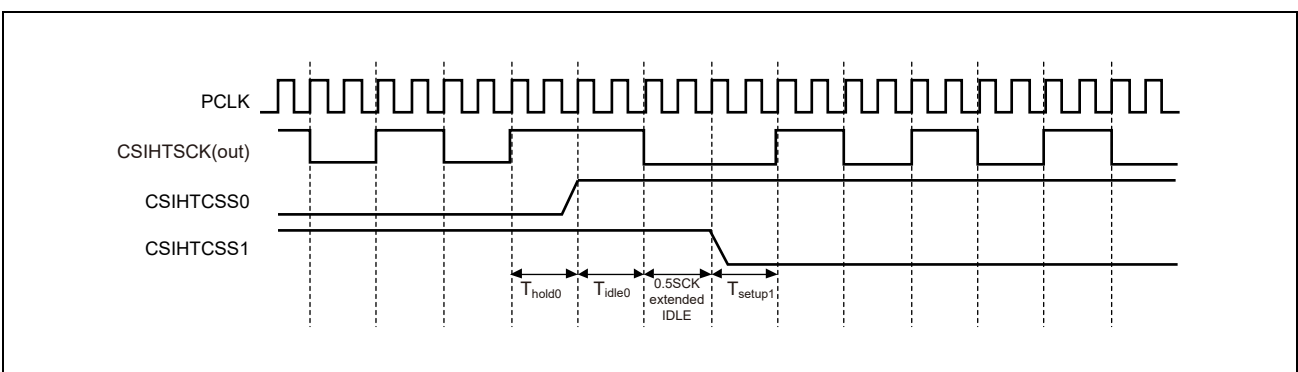 PCLK
CSIHTSCK(out)
CSIHTCSS0
CSIHTCSS1
Thold0 Tidle0 0.5SCK Tsetup1
extended
IDLE